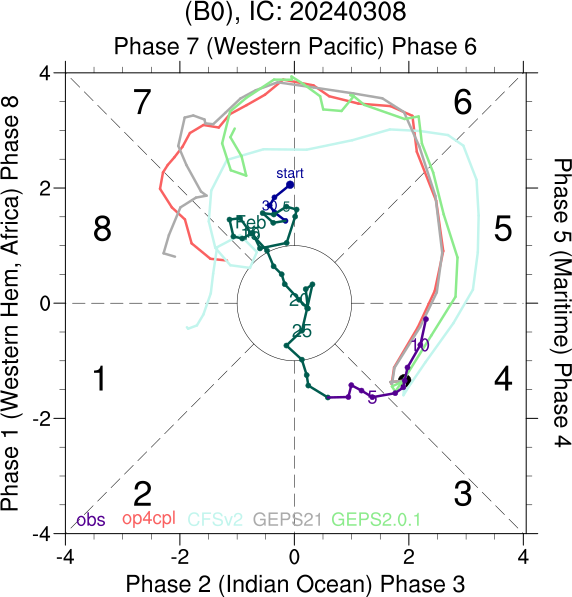 (B0), IC: 20240308
Phase 7 (Western Pacific) Phase 6
4
7
6
2
start
30
5
Feb
8
5
0
20
25
10
1
4
5
-2
2
3
obs op4cpl CFSv2 GEPS21 GEPS2.0.1
-4
-4 -2 0 2 4
Phase 2 (Indian Ocean) Phase 3
Phase 1 (Western Hem, Africa) Phase 8
Phase 5 (Maritime) Phase 4